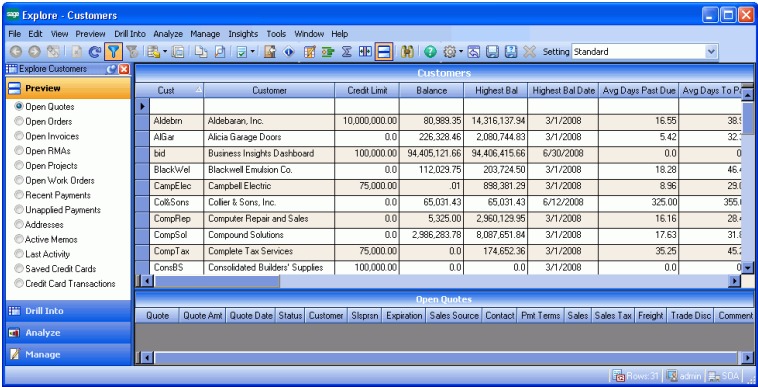 sage Explore - Customers
File Edit View Preview Drill Into Analyze Manage Insights Tools Window Help
Setting Standard
Explore Customers
Preview
Open Quotes
Open Orders
Open Invoices
Open RMAs
Open Projects
Open Work Orders
Recent Payments
Unapplied Payments
Addresses
Active Memos
Last Activity
Saved Credit Cards
Credit Card Transactions
Drill Into
Analyze
Manage
Customers
Cust Customer Credit Limit Balance Highest Bal Highest Bal Date Avg Days Past Due Avg Days To Pa
Aldebrn Aldebaran, Inc. 10,000,000.00 80,989.35 14,316,137.94 3/1/2008 16.55 38.
AlGar Alicia Garage Doors 0.0 226,328.46 2,080,744.83 3/1/2008 5.42 32.
bid Business Insights Dashboard 100,000.00 94,405,121.66 94,406,415.66 6/30/2008 0.0 0
BlackWel Blackwell Emulsion Co. 0.0 112,029.75 203,724.50 3/1/2008 18.28 46.
CampElec Campbell Electric 75,000.00 .01 898,381.29 3/1/2008 8.96 29.
Col&Sons Collier & Sons, Inc. 0.0 65,031.43 65,031.43 6/12/2008 325.00 355.
CompRep Computer Repair and Sales 0.0 5,325.00 2,960,129.95 3/1/2008 16.16 28.
CompSol Compound Solutions 0.0 2,986,283.78 8,087,651.84 3/1/2008 17.63 31.
CompTax Complete Tax Services 75,000.00 0.0 174,652.36 3/1/2008 35.25 45.
ConsBS Consolidated Builders' Supplies 100,000.00 0.0 0.0 3/1/2008 0.0 0
Open Quotes
Quote Quote Amt Quote Date Status Customer Slsprsn Expiration Sales Source Contact Pmt Terms Sales Sales Tax Freight Trade Disc Comment
Rows: 31 admin SOA